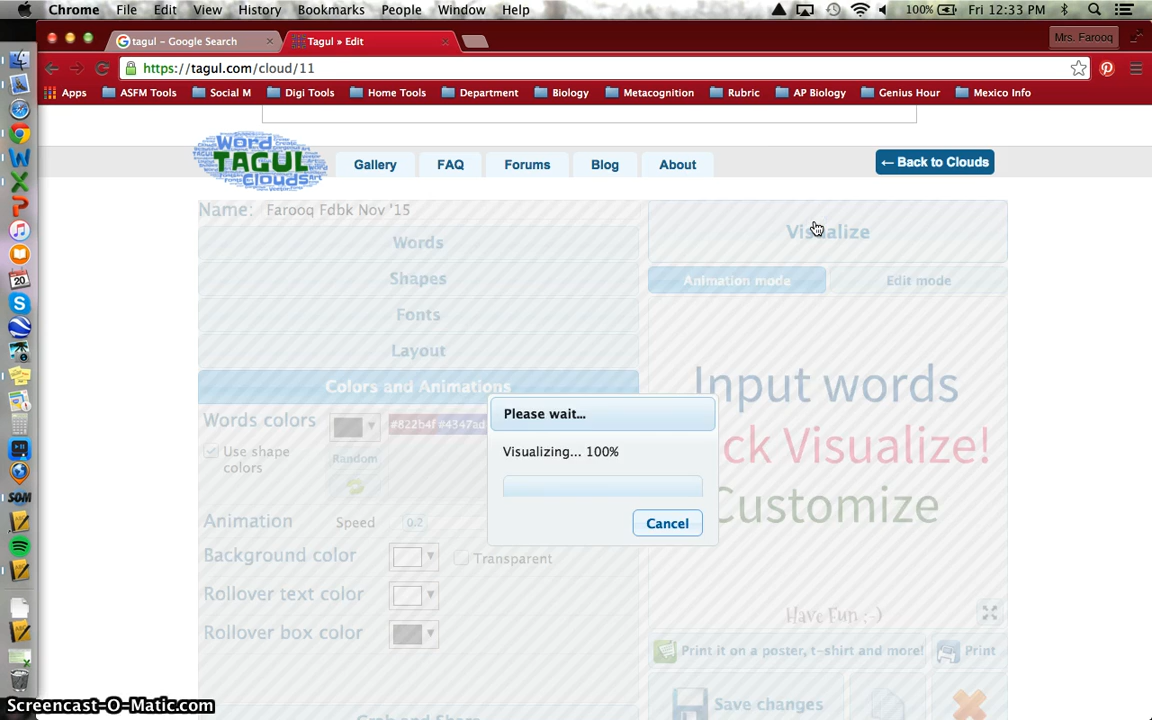 Chrome File Edit View History Bookmarks People Window Help 100% Fri 12:33 PM
tagul - Google Search × Tagul » Edit × Mrs. Farooq
https://tagul.com/cloud/11
Apps ASFM Tools Social M Digi Tools Home Tools Department Biology Metacognition Rubric AP Biology Genius Hour Mexico Info
Word TAGUL Clouds Gallery FAQ Forums Blog About ← Back to Clouds
Name: Farooq Fdbk Nov '15
Visualize
Words
Shapes
Animation mode Edit mode
Fonts
Layout
Colors and Animations
Input words
Please wait...
Words colors #822b4f #4347ad
ck Visualize!
Use shape colors
Random
Visualizing... 100%
Customize
Animation Speed 0.2
Cancel
Background color Transparent
Rollover text color
Have Fun ;-)
Rollover box color
Print it on a poster, t-shirt and more! Print
Save changes
Grab and Share
Screencast-O-Matic.com